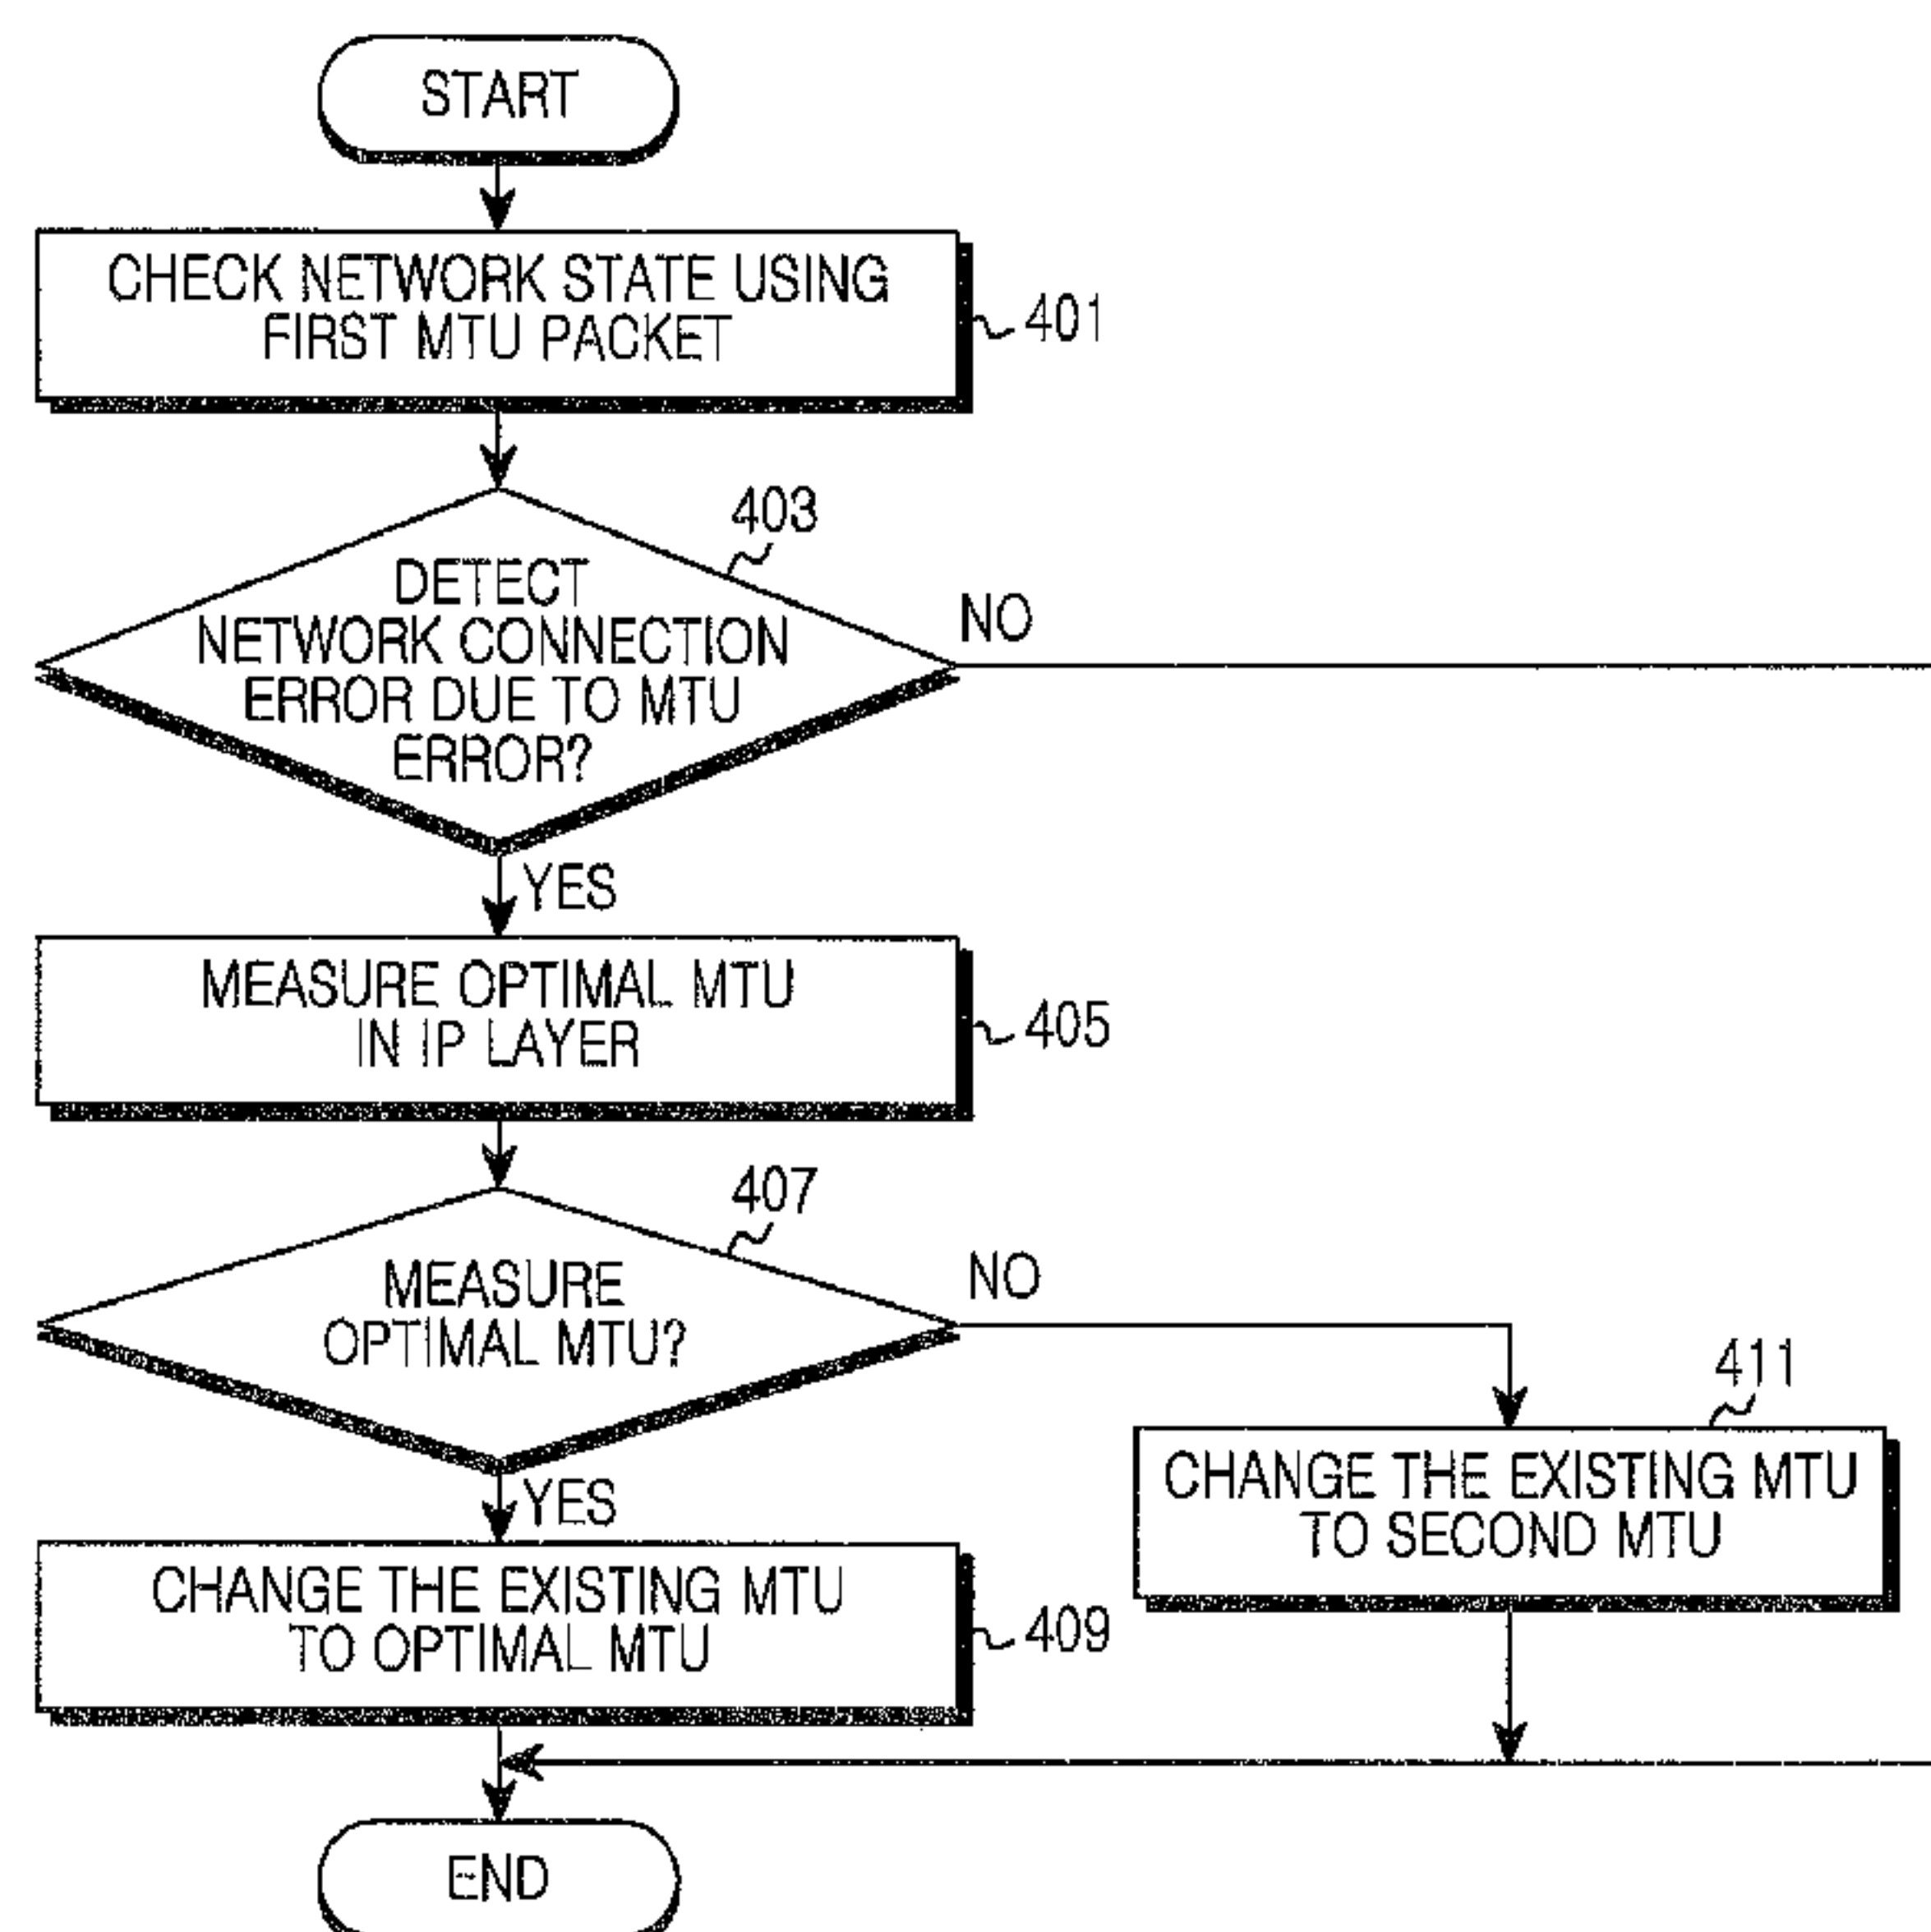 START
CHECK NETWORK STATE USING
FIRST MTU PACKET
401
403
DETECT
NETWORK CONNECTION
ERROR DUE TO MTU
ERROR?
NO
YES
MEASURE OPTIMAL MTU
IN IP LAYER
405
407
MEASURE
OPTIMAL MTU?
NO
YES
411
CHANGE THE EXISTING MTU
TO SECOND MTU
CHANGE THE EXISTING MTU
TO OPTIMAL MTU
409
END